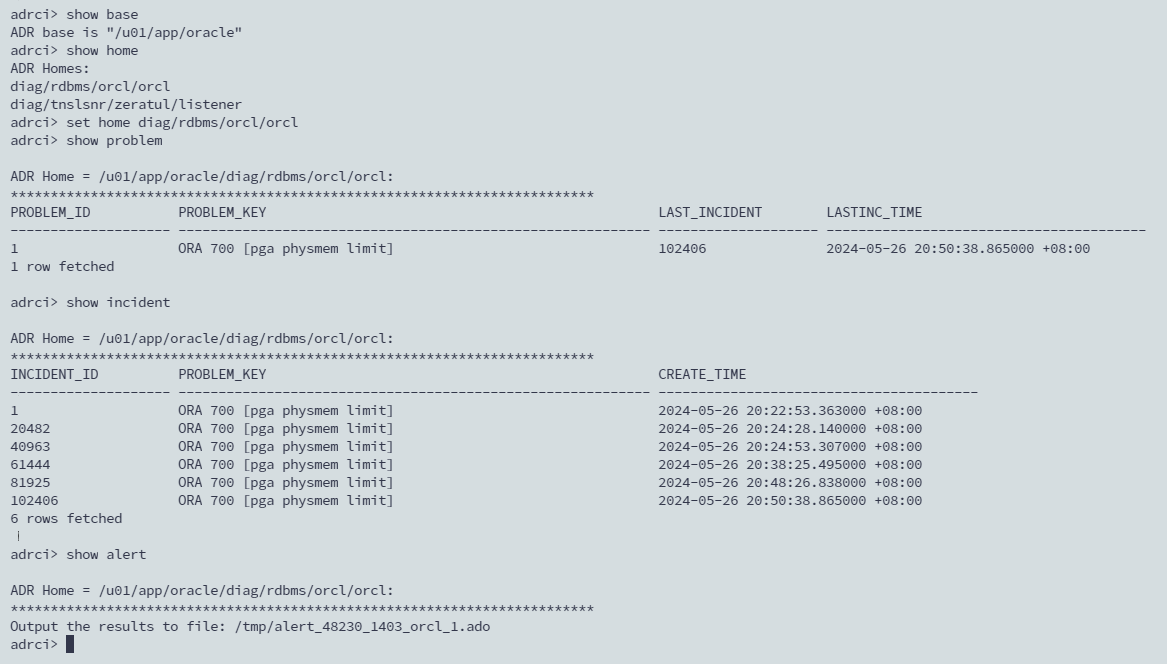 adrci> show base
ADR base is "/u01/app/oracle"
adrci> show home
ADR Homes:
diag/rdbms/orcl/orcl
diag/tnslsnr/zeratul/listener
adrci> set home diag/rdbms/orcl/orcl
adrci> show problem
ADR Home = /u01/app/oracle/diag/rdbms/orcl/orcl:
*************************************************************************
PROBLEM_ID PROBLEM_KEY LAST_INCIDENT LASTINC_TIME
-------------------- ----------------------------------------------------------- -------------------- ----------------------------------------
1 ORA 700 [pga physmem limit] 102406 2024-05-26 20:50:38.865000 +08:00
1 row fetched
adrci> show incident
ADR Home = /u01/app/oracle/diag/rdbms/orcl/orcl:
*************************************************************************
INCIDENT_ID PROBLEM_KEY CREATE_TIME
-------------------- ----------------------------------------------------------- ----------------------------------------
1 ORA 700 [pga physmem limit] 2024-05-26 20:22:53.363000 +08:00
20482 ORA 700 [pga physmem limit] 2024-05-26 20:24:28.140000 +08:00
40963 ORA 700 [pga physmem limit] 2024-05-26 20:24:53.307000 +08:00
61444 ORA 700 [pga physmem limit] 2024-05-26 20:38:25.495000 +08:00
81925 ORA 700 [pga physmem limit] 2024-05-26 20:48:26.838000 +08:00
102406 ORA 700 [pga physmem limit] 2024-05-26 20:50:38.865000 +08:00
6 rows fetched
adrci> show alert
ADR Home = /u01/app/oracle/diag/rdbms/orcl/orcl:
*************************************************************************
Output the results to file: /tmp/alert_48230_1403_orcl_1.ado
adrci>